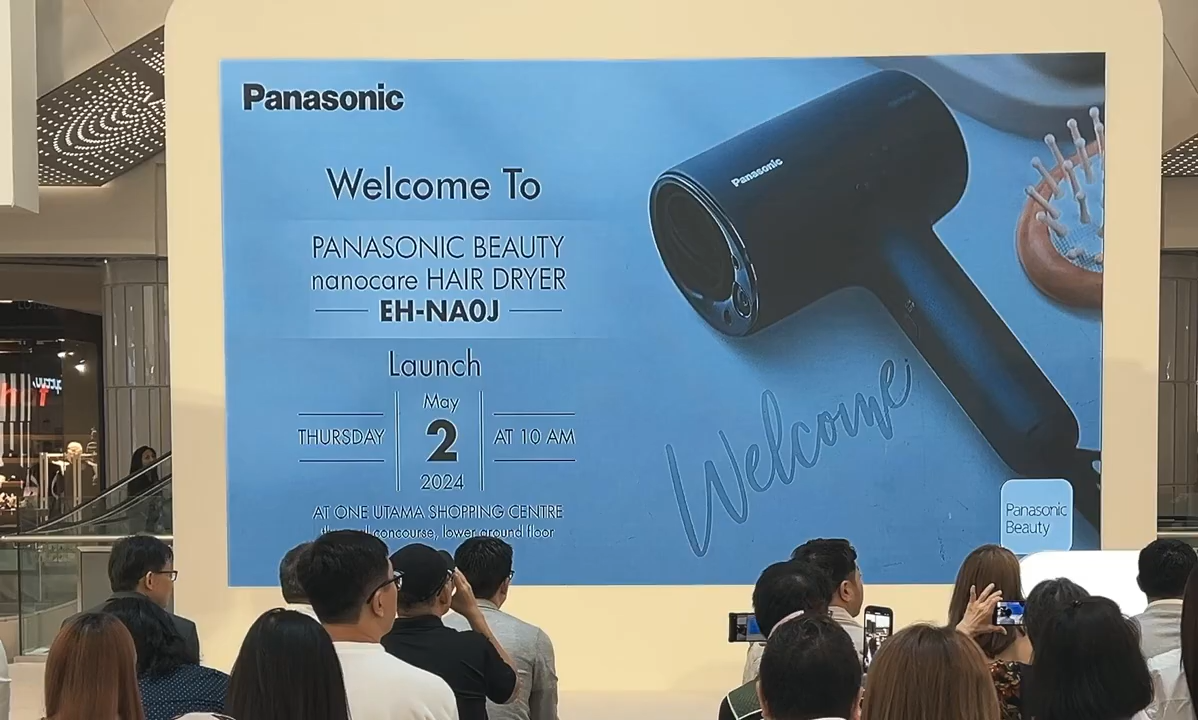 Panasonic
Welcome To
PANASONIC BEAUTY
nanocare HAIR DRYER
EH-NA0J
Launch
THURSDAY
May
2
2024
AT 10 AM
AT ONE UTAMA SHOPPING CENTRE
concourse, lower ground floor
Panasonic
Welcome
Panasonic
Beauty